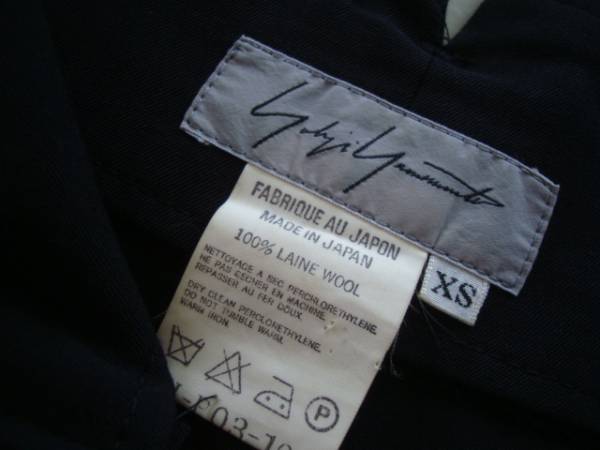 Yohji Yamamoto
XS
FABRIQUE AU JAPON
MADE IN JAPAN
100% LAINE WOOL
NETTOYAGE A SEC PERCHLORETHYLENE.
NE PAS SECHER EN MACHINE.
REPASSER AU FER DOUX.
DRY CLEAN PERCLORETHYLENE.
DO NOT TUMBLE WARM.
WARM IRON.
P